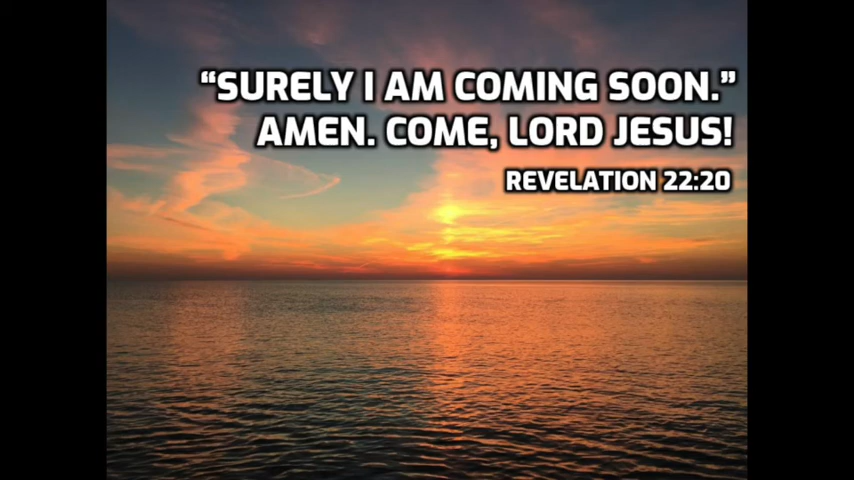 “SURELY I AM COMING SOON.”
AMEN. COME, LORD JESUS!
REVELATION 22:20